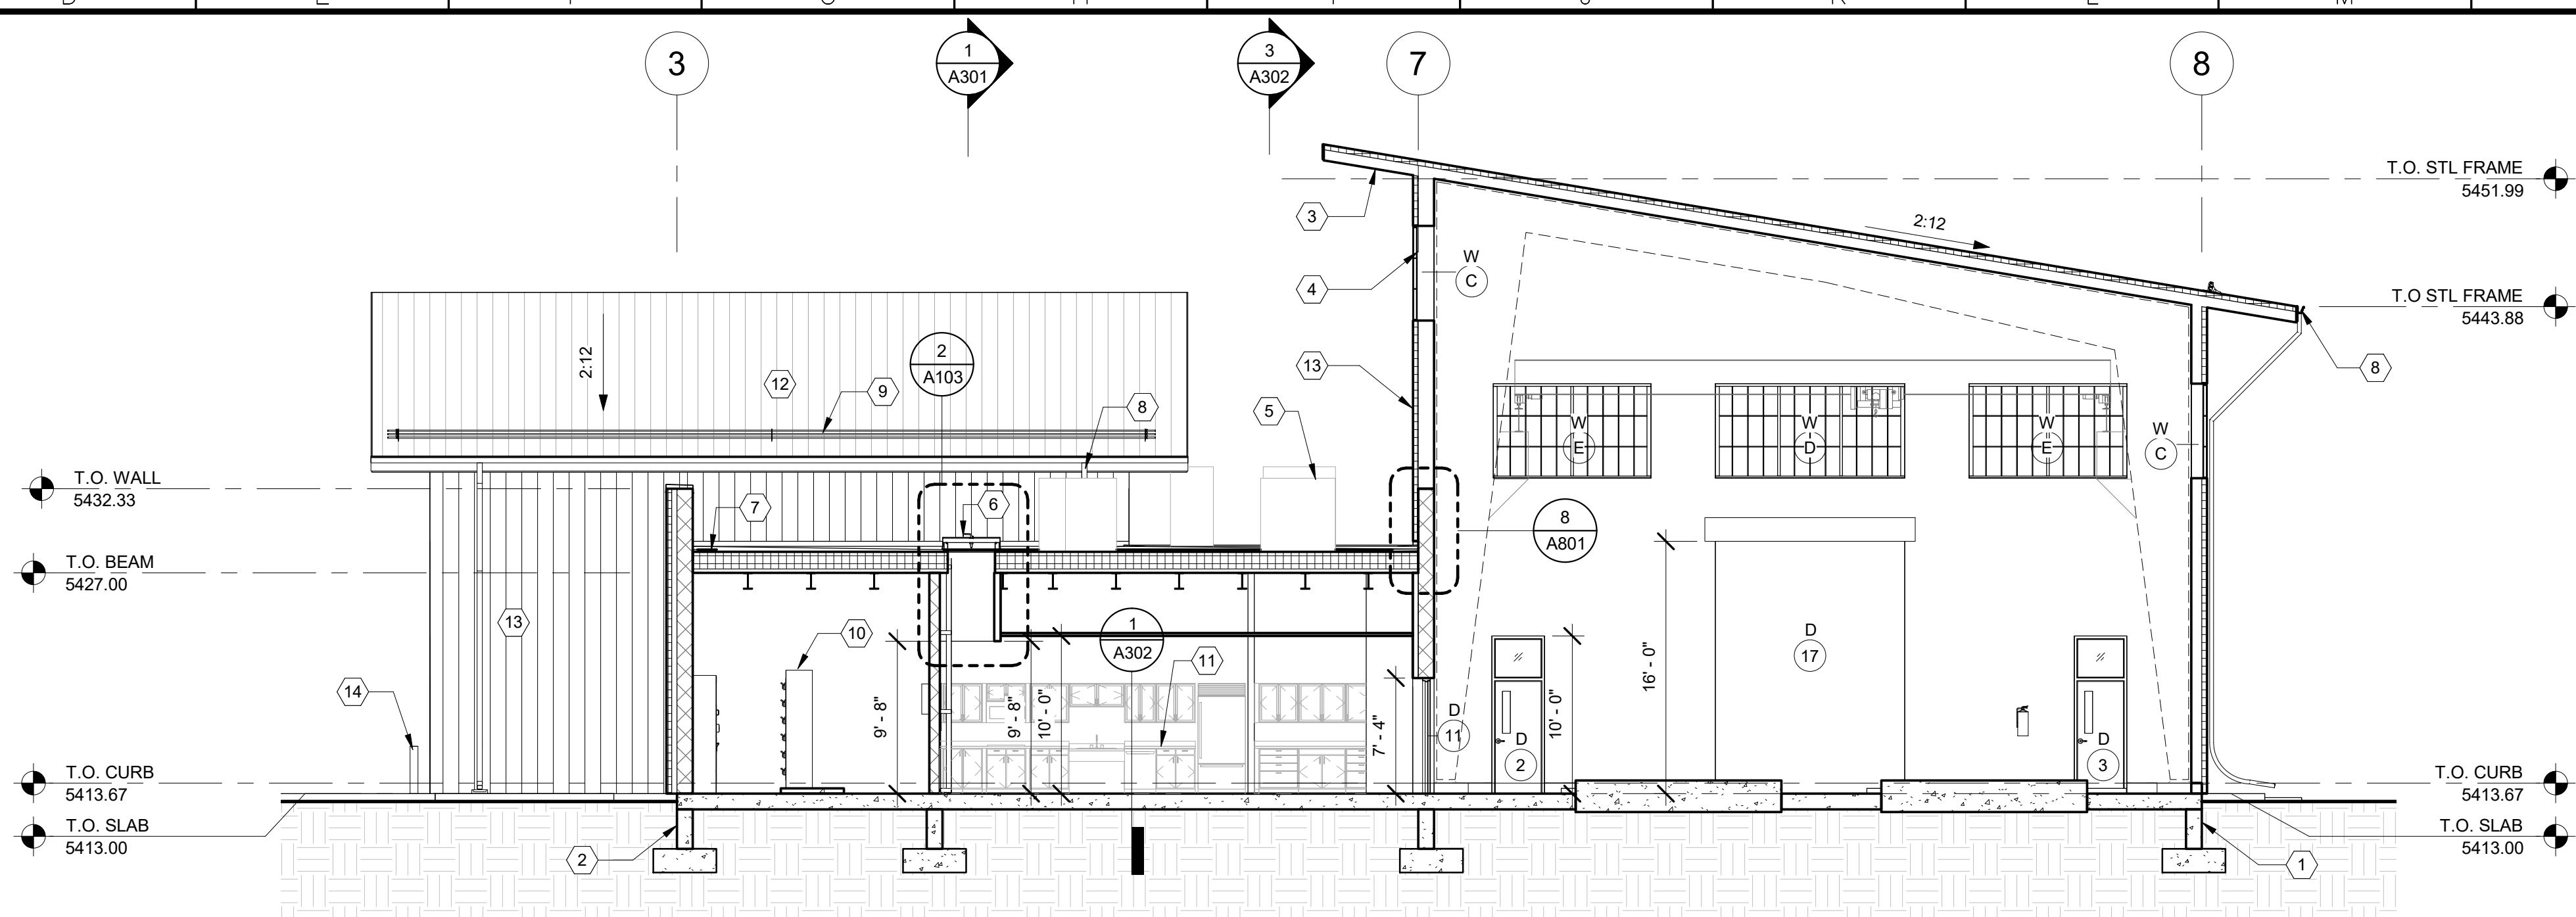 3
1
A301
3
A302
7
8
T.O. STL FRAME
5451.99
3
2:12
W
C
4
T.O STL FRAME
5443.88
2:12
2
A103
12
9
13
8
8
5
W
E
W
D
W
E
W
C
T.O. WALL
5432.33
7
6
8
A801
T.O. BEAM
5427.00
13
10
1
A302
11
D
17
14
9' - 8"
9' - 8"
10' - 0"
7' - 4"
D
11
D
2
10' - 0"
16' - 0"
D
3
T.O. CURB
5413.67
T.O. CURB
5413.67
T.O. SLAB
5413.00
T.O. SLAB
5413.00
2
1